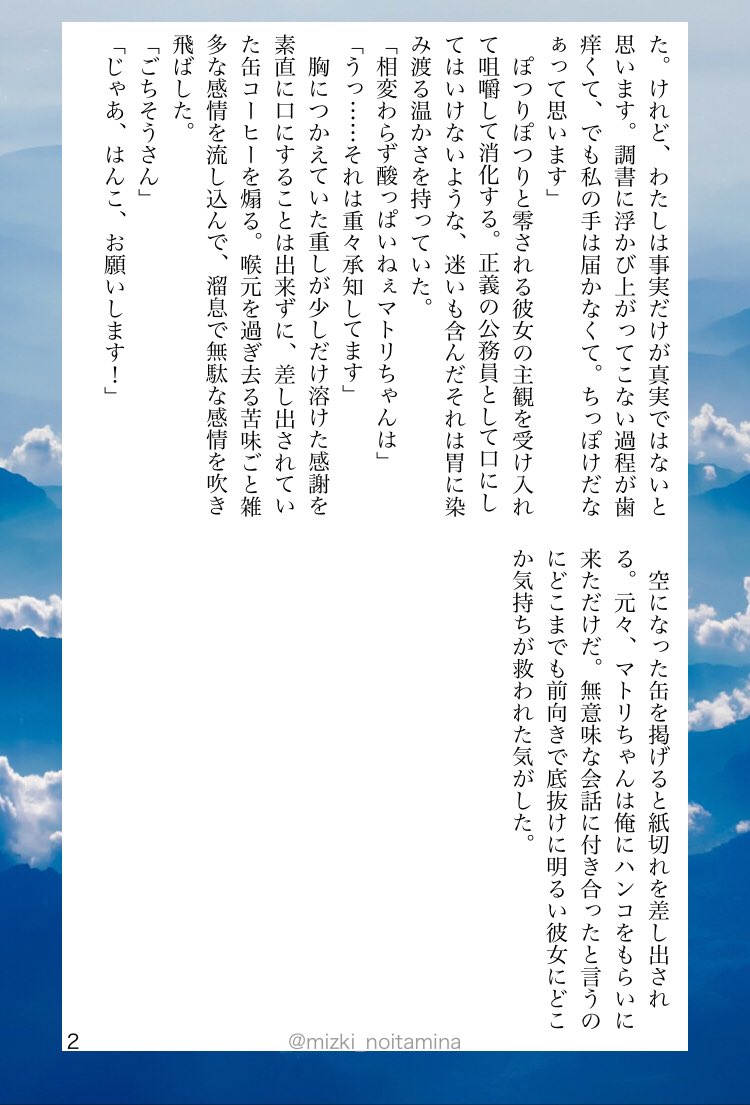 た。けれど、わたしは事実だけが真実ではないと
思います。調書に浮かび上がってこない過程が歯
痒くて、でも私の手は届かなくて。ちっぽけだな
ぁって思います」
　ぽつりぽつりと零される彼女の主観を受け入れ
て咀嚼して消化する。正義の公務員として口にし
てはいけないような、迷いも含んだそれは胃に染
み渡る温かさを持っていた。
「相変わらず酸っぱいねぇマトリちゃんは」
「うっ……それは重々承知してます」
　胸につかえていた重しが少しだけ溶けた感謝を
素直に口にすることは出来ずに、差し出されてい
た缶コーヒーを煽る。喉元を過ぎ去る苦味ごと雑
多な感情を流し込んで、溜息で無駄な感情を吹き
飛ばした。
「ごちそうさん」
「じゃあ、はんこ、お願いします！」
　空になった缶を掲げると紙切れを差し出され
る。元々、マトリちゃんは俺にハンコをもらいに
来ただけだ。無意味な会話に付き合ったと言うの
にどこまでも前向きで底抜けに明るい彼女にどこ
か気持ちが救われた気がした。
2
@mizki_noitamina